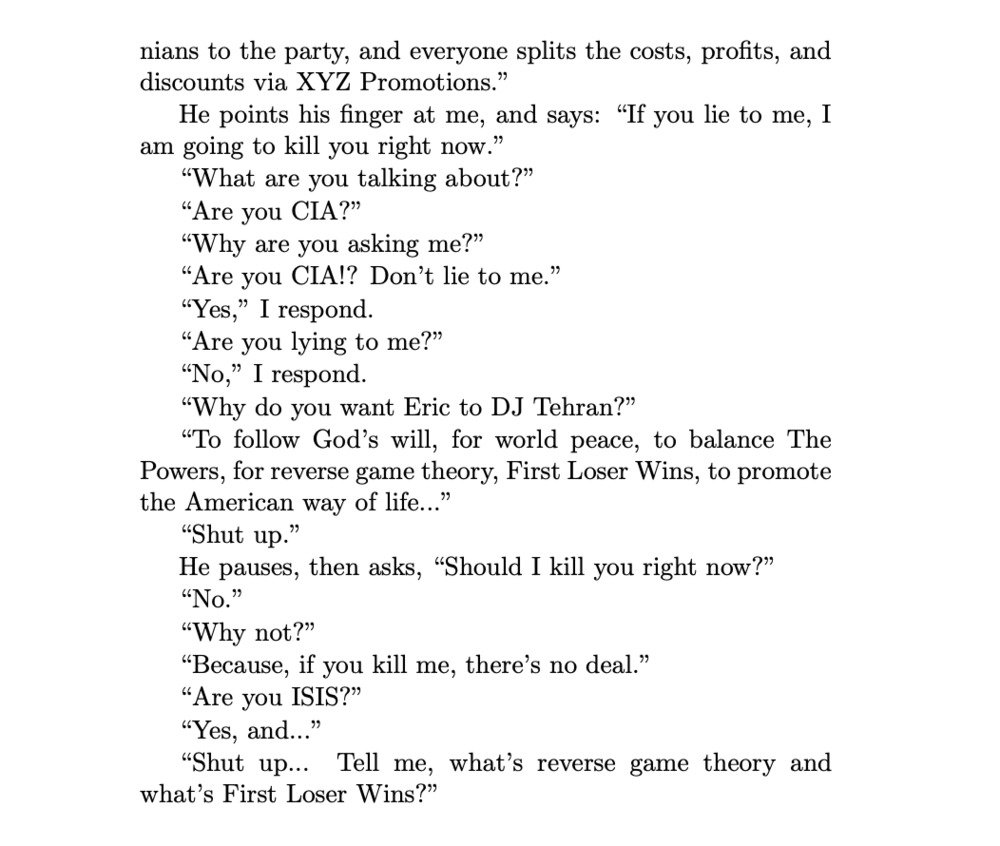 nians to the party, and everyone splits the costs, profits, and
discounts via XYZ Promotions.”
He points his finger at me, and says: “If you lie to me, I
am going to kill you right now.”
“What are you talking about?”
“Are you CIA?”
“Why are you asking me?”
“Are you CIA!? Don’t lie to me.”
“Yes,” I respond.
“Are you lying to me?”
“No,” I respond.
“Why do you want Eric to DJ Tehran?”
“To follow God’s will, for world peace, to balance The
Powers, for reverse game theory, First Loser Wins, to promote
the American way of life...”
“Shut up.”
He pauses, then asks, “Should I kill you right now?”
“No.”
“Why not?”
“Because, if you kill me, there’s no deal.”
“Are you ISIS?”
“Yes, and...”
“Shut up... Tell me, what’s reverse game theory and
what’s First Loser Wins?”